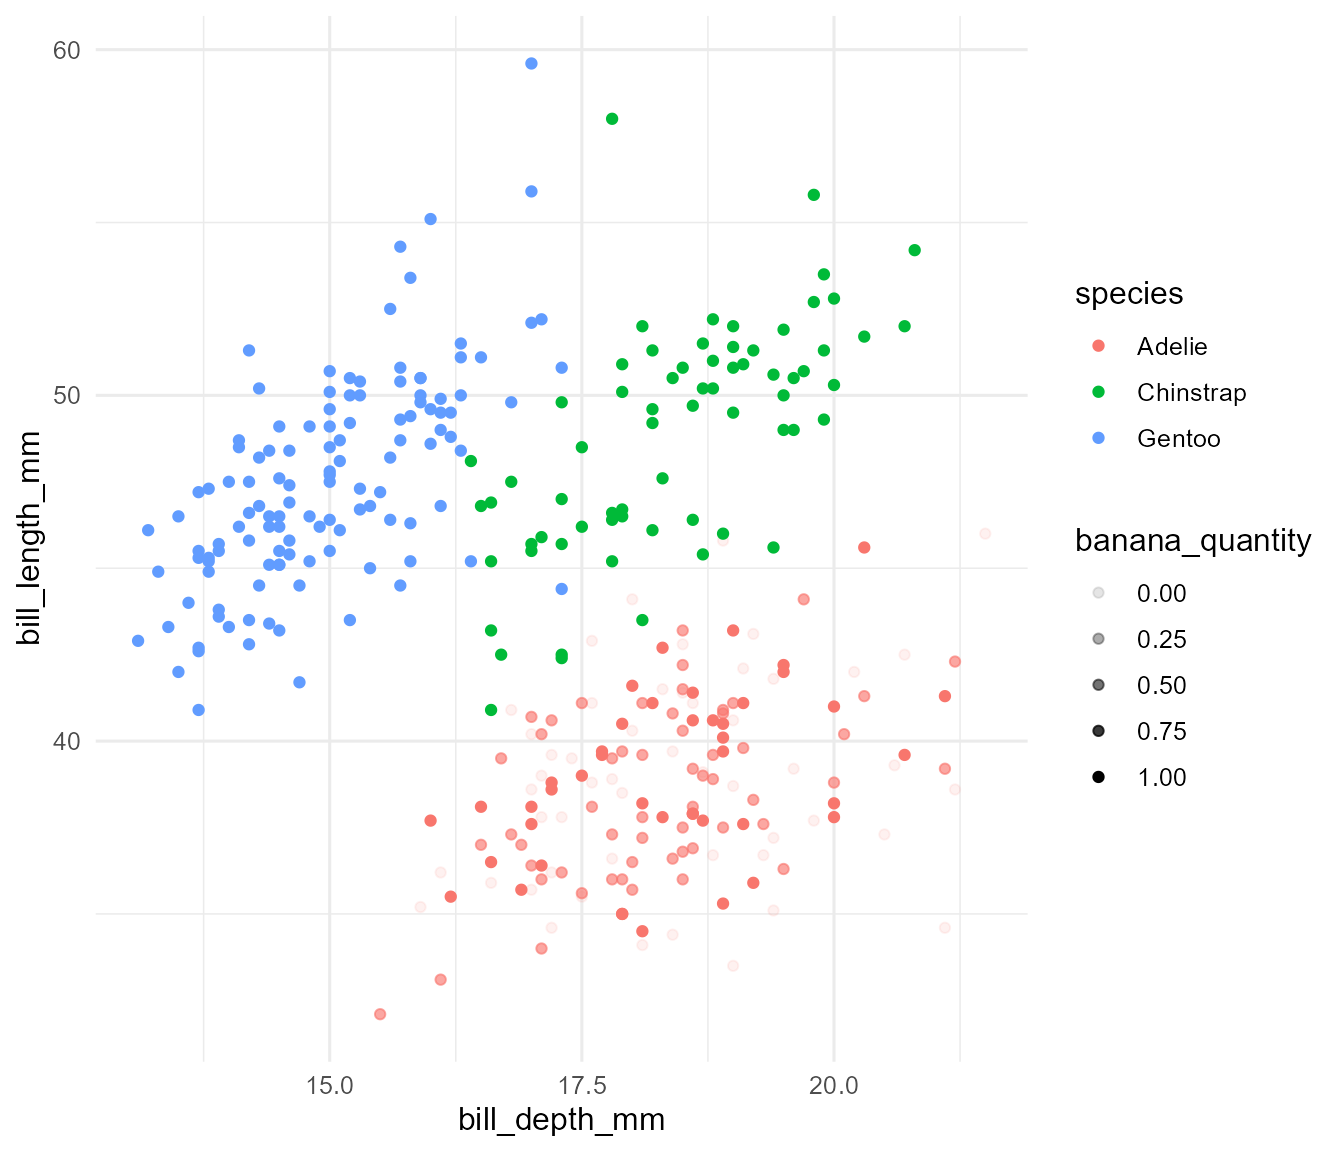 60
50
40
bill_length_mm
15.0 17.5 20.0
bill_depth_mm
species
Adelie
Chinstrap
Gentoo
banana_quantity
0.00
0.25
0.50
0.75
1.00